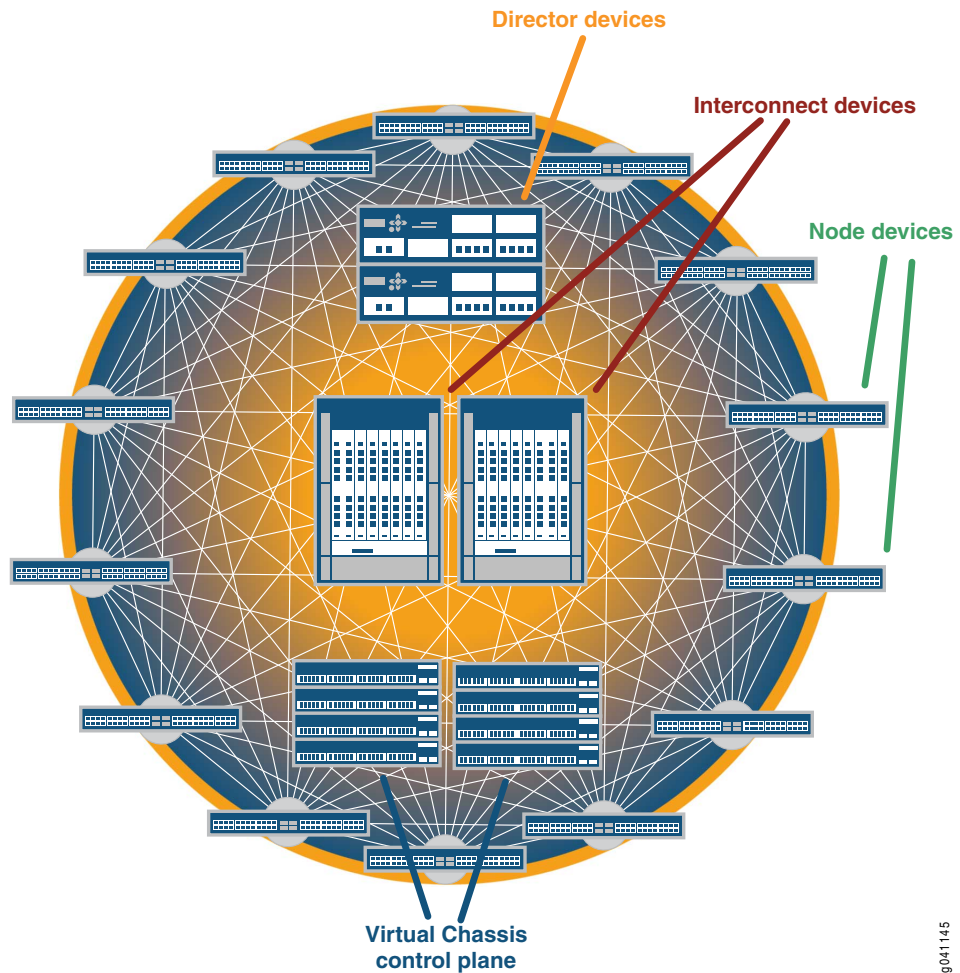 Director devices
Interconnect devices
Node devices
Virtual Chassis
control plane
g041145